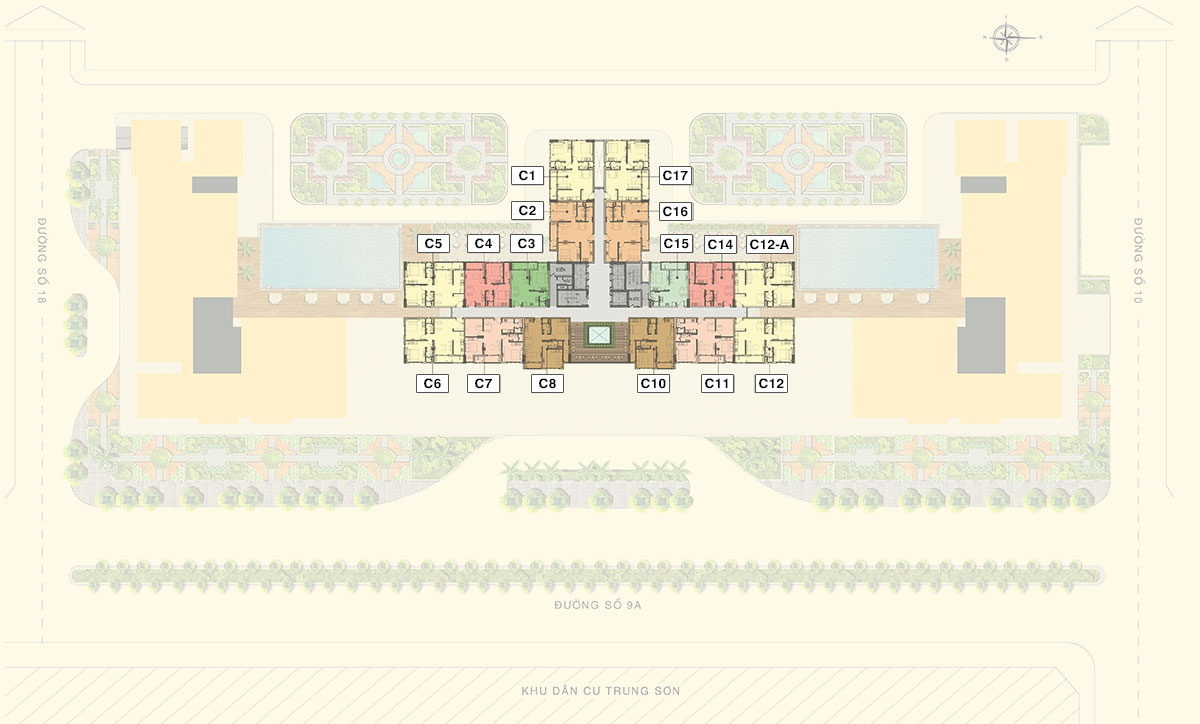 C1
C17
C2
C16
C5
C4
C3
C15
C14
C12-A
ĐƯỜNG SỐ 18
ĐƯỜNG SỐ 10
C6
C7
C8
C10
C11
C12
ĐƯỜNG SỐ 9A
KHU DÂN CƯ TRUNG SƠN